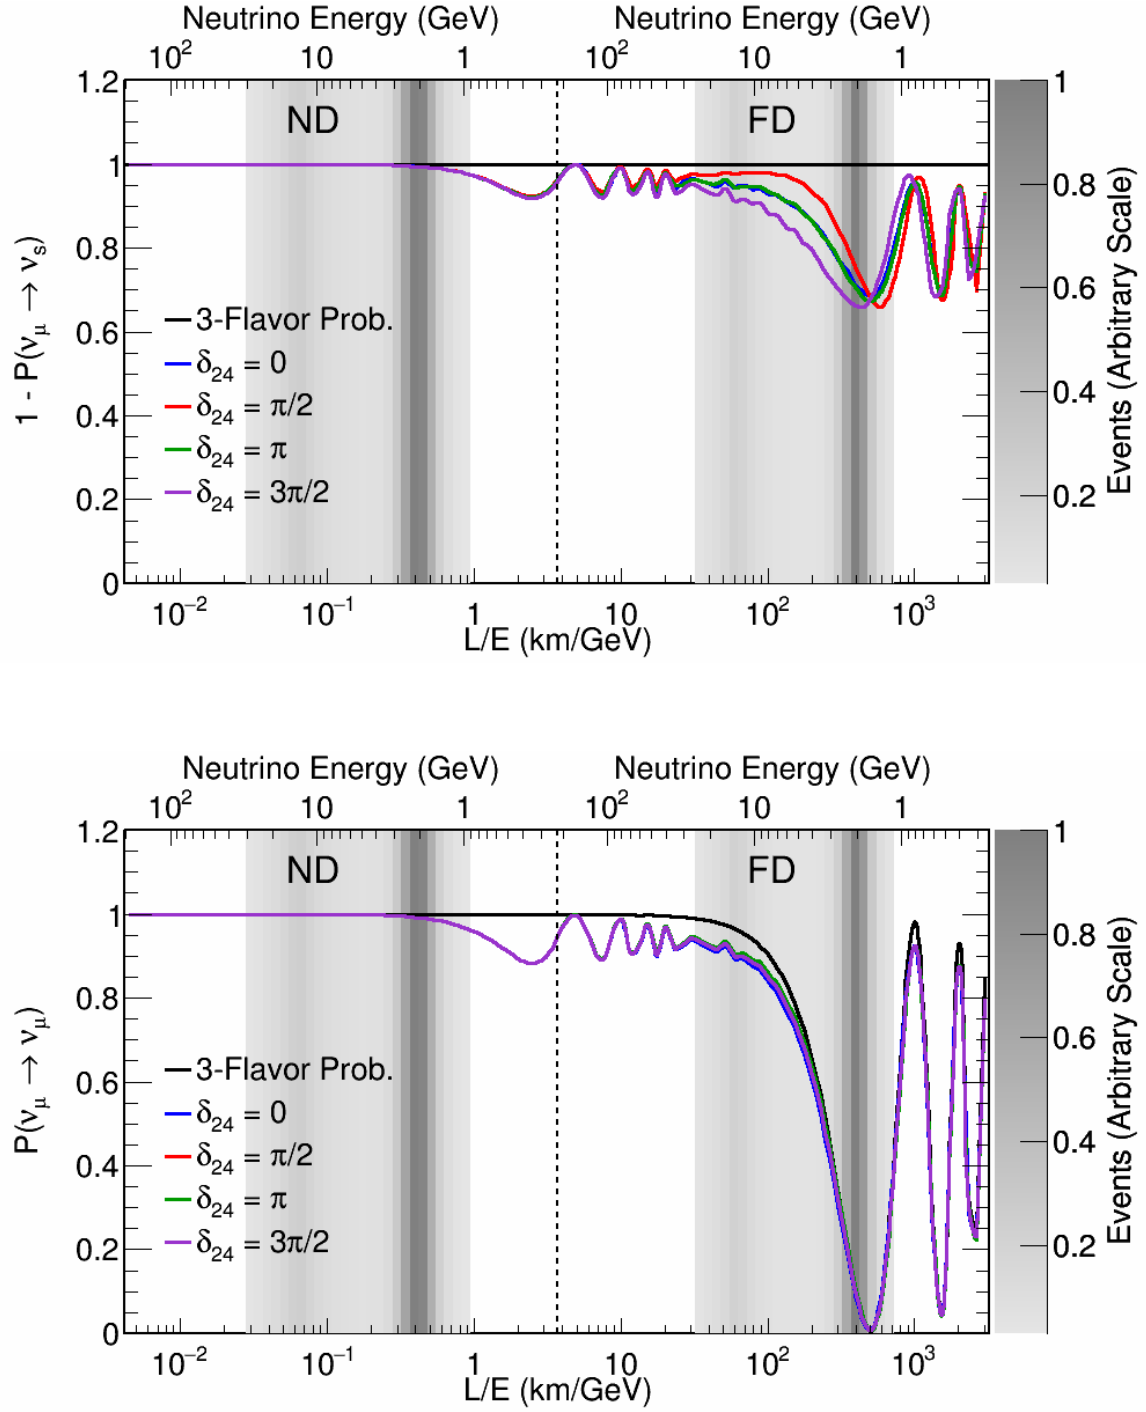 Neutrino Energy (GeV) Neutrino Energy (GeV)
10² 10 1 10² 10 1
1.2 1
ND FD
1
0.8 0.8
0.6 0.6
0.4 0.4
0.2 0.2
0
1 - P(νμ → νs)
3-Flavor Prob.
δ24 = 0
δ24 = π/2
δ24 = π
δ24 = 3π/2
Events (Arbitrary Scale)
10⁻² 10⁻¹ 1 10 10² 10³
L/E (km/GeV)
Neutrino Energy (GeV) Neutrino Energy (GeV)
10² 10 1 10² 10 1
1.2 1
ND FD
1
0.8 0.8
0.6 0.6
0.4 0.4
0.2 0.2
0
P(νμ → νμ)
3-Flavor Prob.
δ24 = 0
δ24 = π/2
δ24 = π
δ24 = 3π/2
Events (Arbitrary Scale)
10⁻² 10⁻¹ 1 10 10² 10³
L/E (km/GeV)